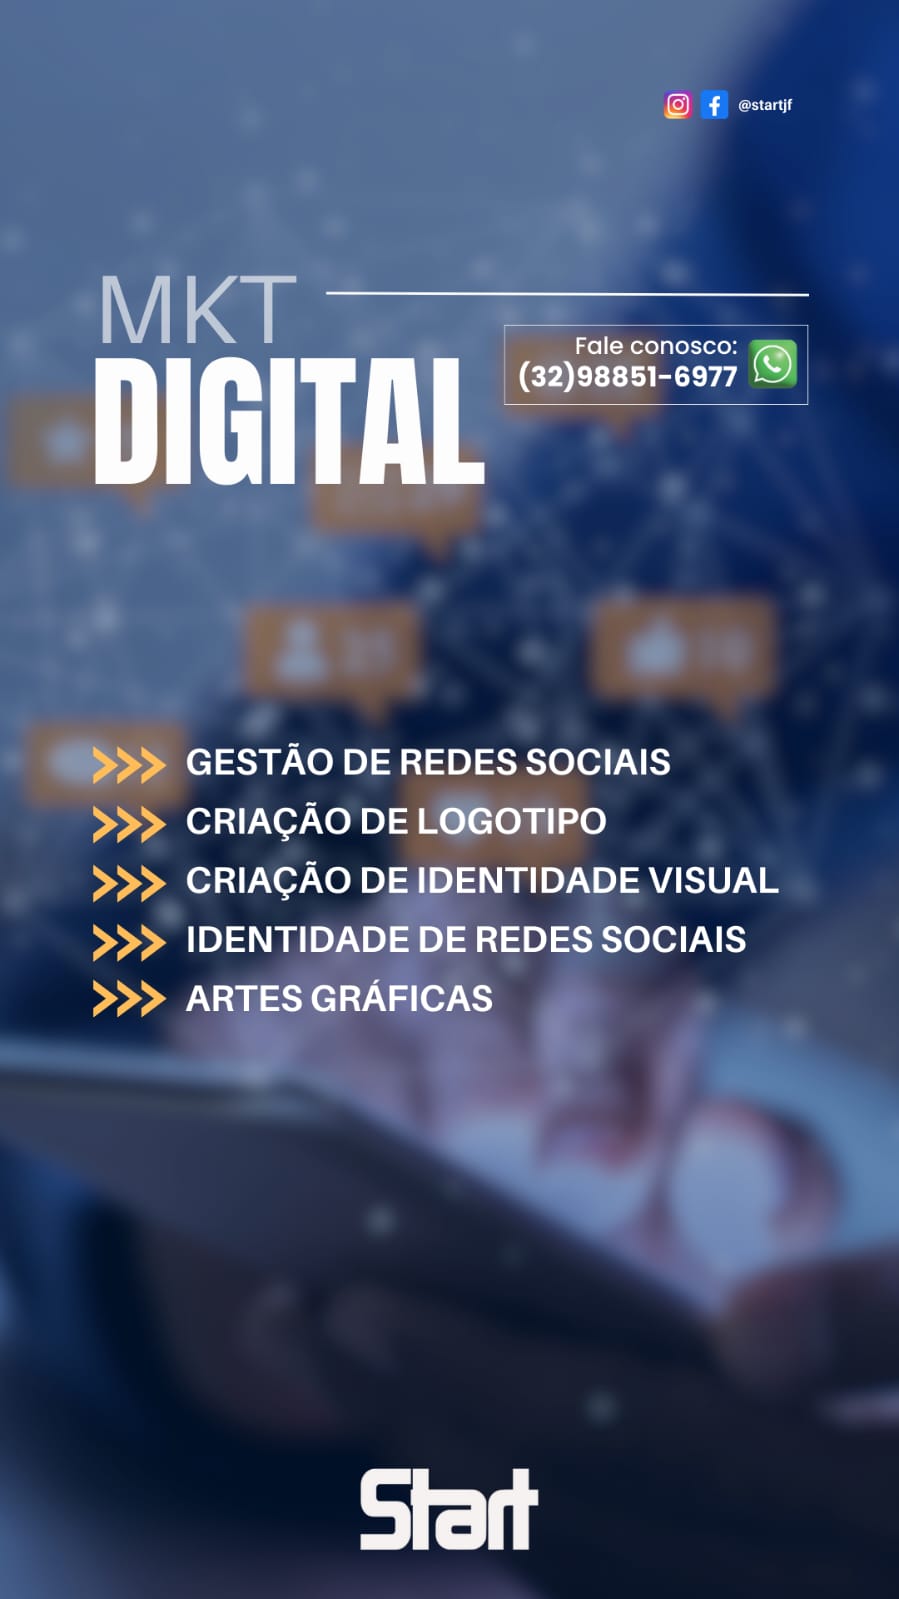 @startjf
MKT
DIGITAL
Fale conosco:
(32)98851-6977
GESTÃO DE REDES SOCIAIS
CRIAÇÃO DE LOGOTIPO
CRIAÇÃO DE IDENTIDADE VISUAL
IDENTIDADE DE REDES SOCIAIS
ARTES GRÁFICAS
Start